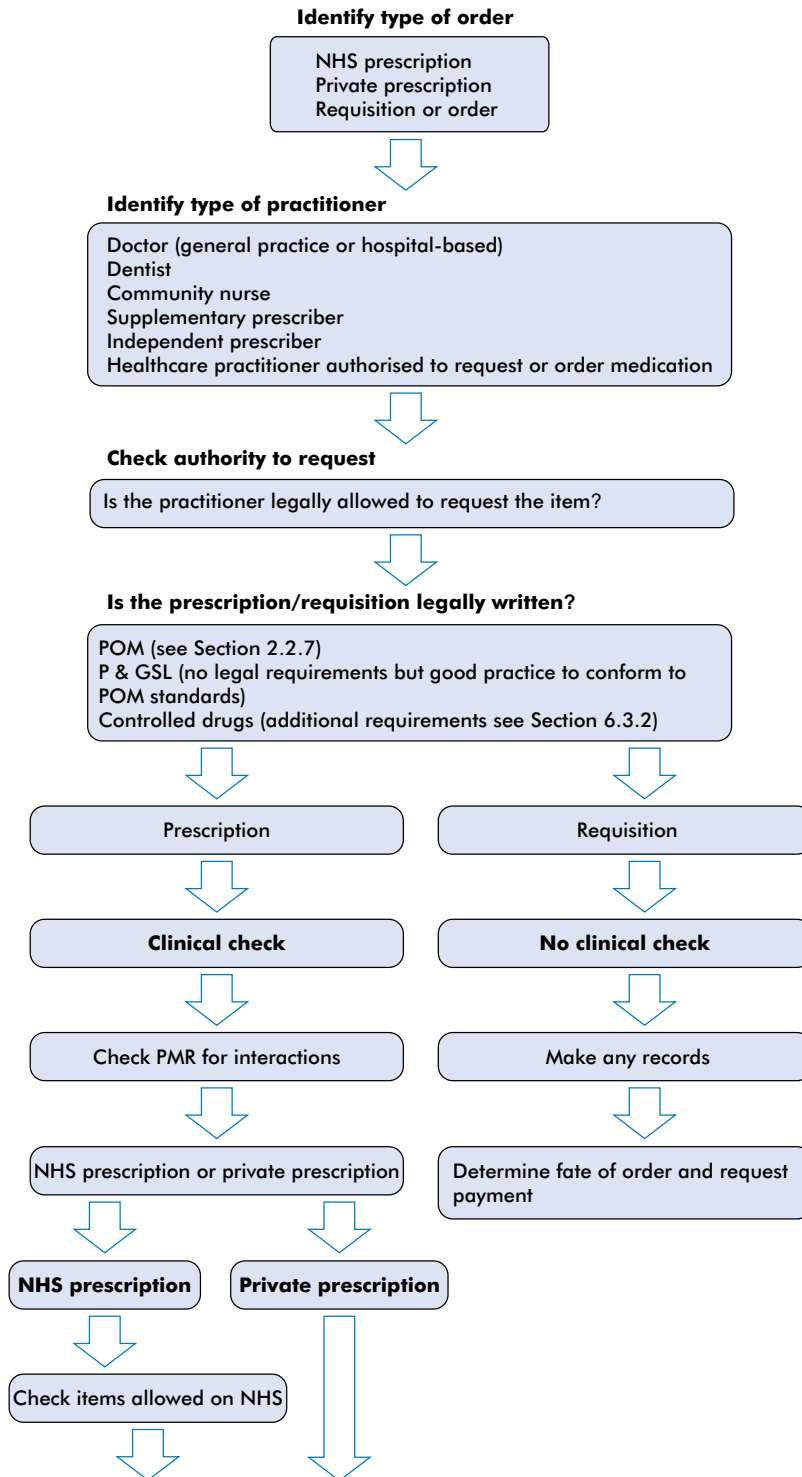 Identify type of order
NHS prescription
Private prescription
Requisition or order
Identify type of practitioner
Doctor (general practice or hospital-based)
Dentist
Community nurse
Supplementary prescriber
Independent prescriber
Healthcare practitioner authorised to request or order medication
Check authority to request
Is the practitioner legally allowed to request the item?
Is the prescription/requisition legally written?
POM (see Section 2.2.7)
P & GSL (no legal requirements but good practice to conform to
POM standards)
Controlled drugs (additional requirements see Section 6.3.2)
Prescription
Requisition
Clinical check
No clinical check
Check PMR for interactions
Make any records
NHS prescription or private prescription
Determine fate of order and request
payment
NHS prescription
Private prescription
Check items allowed on NHS